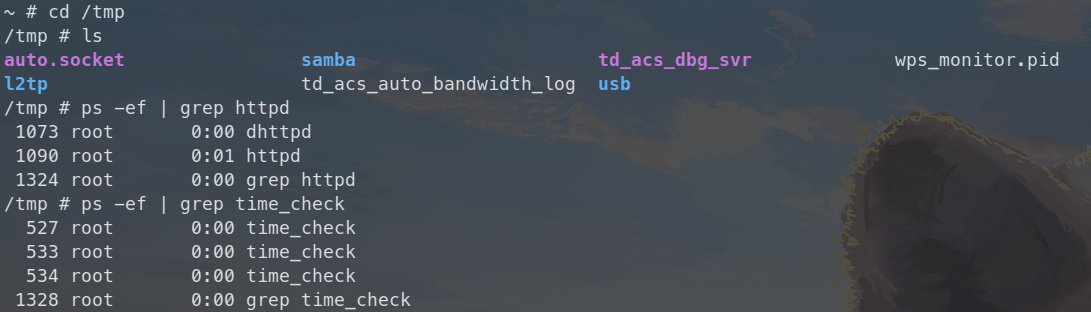 ~ # cd /tmp
/tmp # ls
auto.socket samba td_acs_dbg_svr wps_monitor.pid
l2tp td_acs_auto_bandwidth_log usb
/tmp # ps -ef | grep httpd
1073 root 0:00 dhttpd
1090 root 0:01 httpd
1324 root 0:00 grep httpd
/tmp # ps -ef | grep time_check
527 root 0:00 time_check
533 root 0:00 time_check
534 root 0:00 time_check
1328 root 0:00 grep time_check